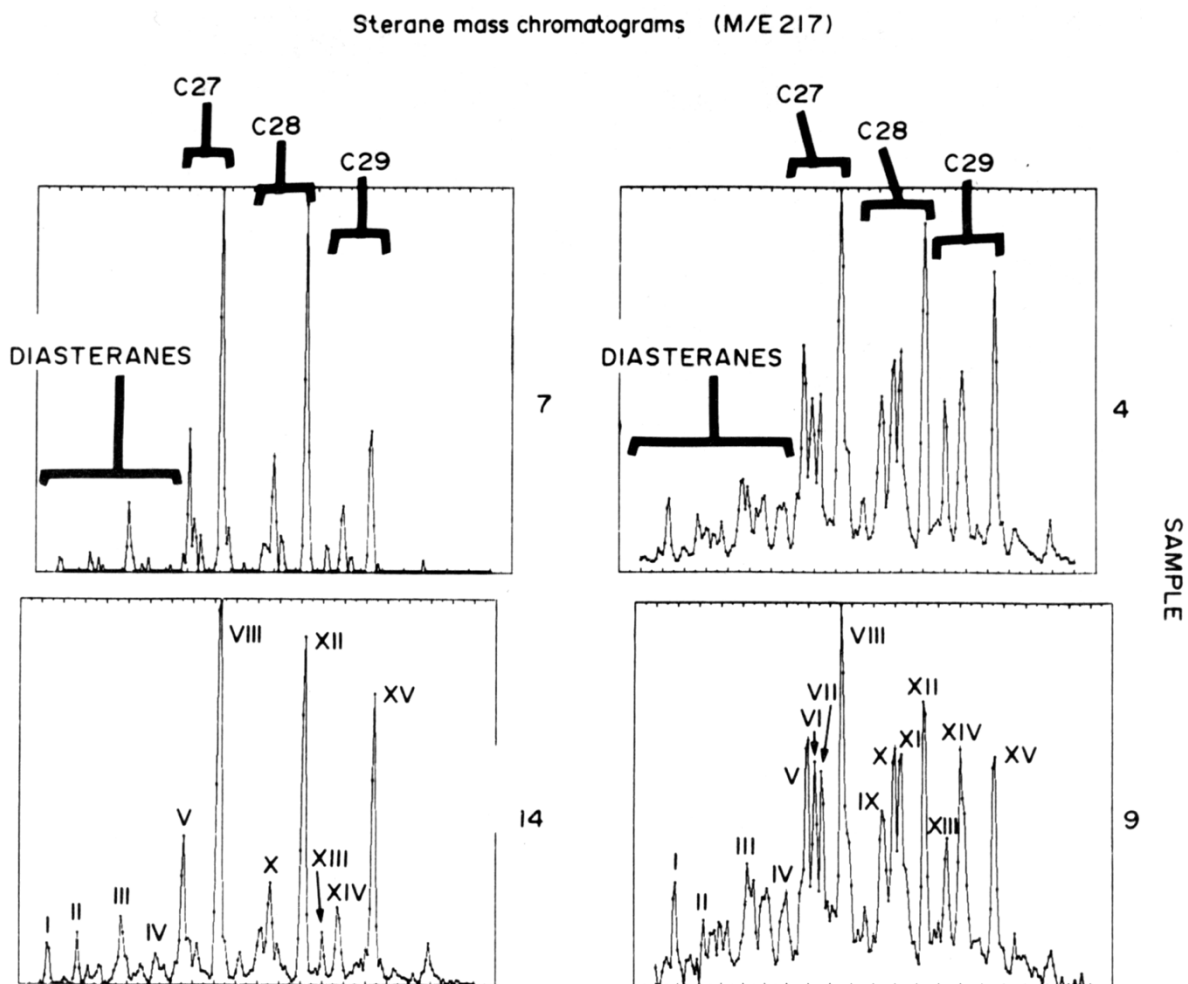 Sterane mass chromatograms (M/E 217)
C27
C28
C29
DIASTERANES
7
C27
C28
C29
DIASTERANES
4
SAMPLE
VIII
XII
XV
V
X
XIII
XIV
I
II
III
IV
14
VIII
VII
VI
XII
XIV
V
X
XI
XV
IX
XIII
I
II
III
IV
9